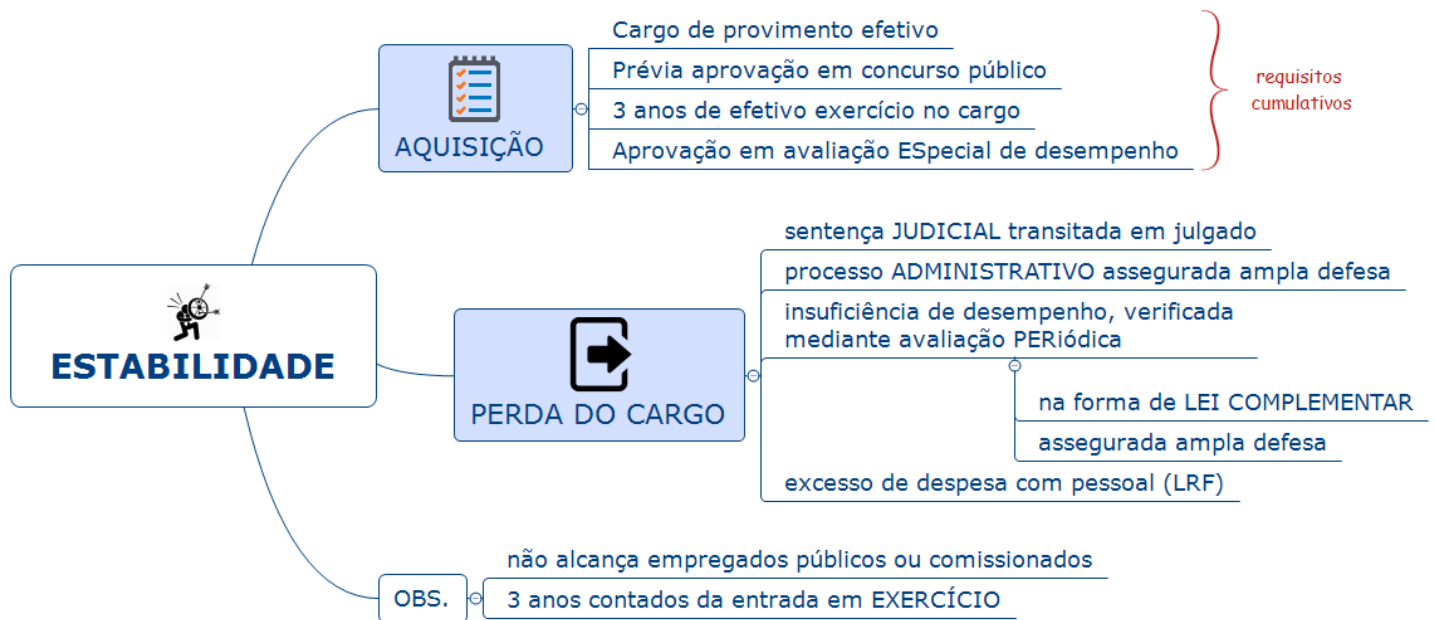 Cargo de provimento efetivo
Prévia aprovação em concurso público
3 anos de efetivo exercício no cargo
Aprovação em avaliação ESpecial de desempenho
requisitos
cumulativos
AQUISIÇÃO
ESTABILIDADE
sentença JUDICIAL transitada em julgado
processo ADMINISTRATIVO assegurada ampla defesa
insuficiência de desempenho, verificada
mediante avaliação PERiódica
na forma de LEI COMPLEMENTAR
assegurada ampla defesa
excesso de despesa com pessoal (LRF)
PERDA DO CARGO
OBS.
não alcança empregados públicos ou comissionados
3 anos contados da entrada em EXERCÍCIO